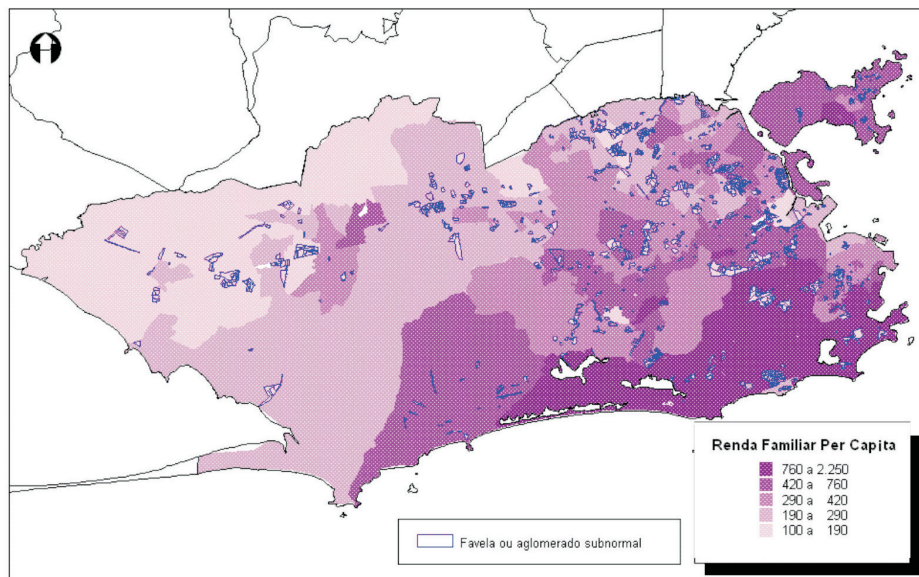 Renda Familiar Per Capita
760 a 2.250
420 a 760
290 a 420
190 a 290
100 a 190
Favela ou aglomerado subnormal